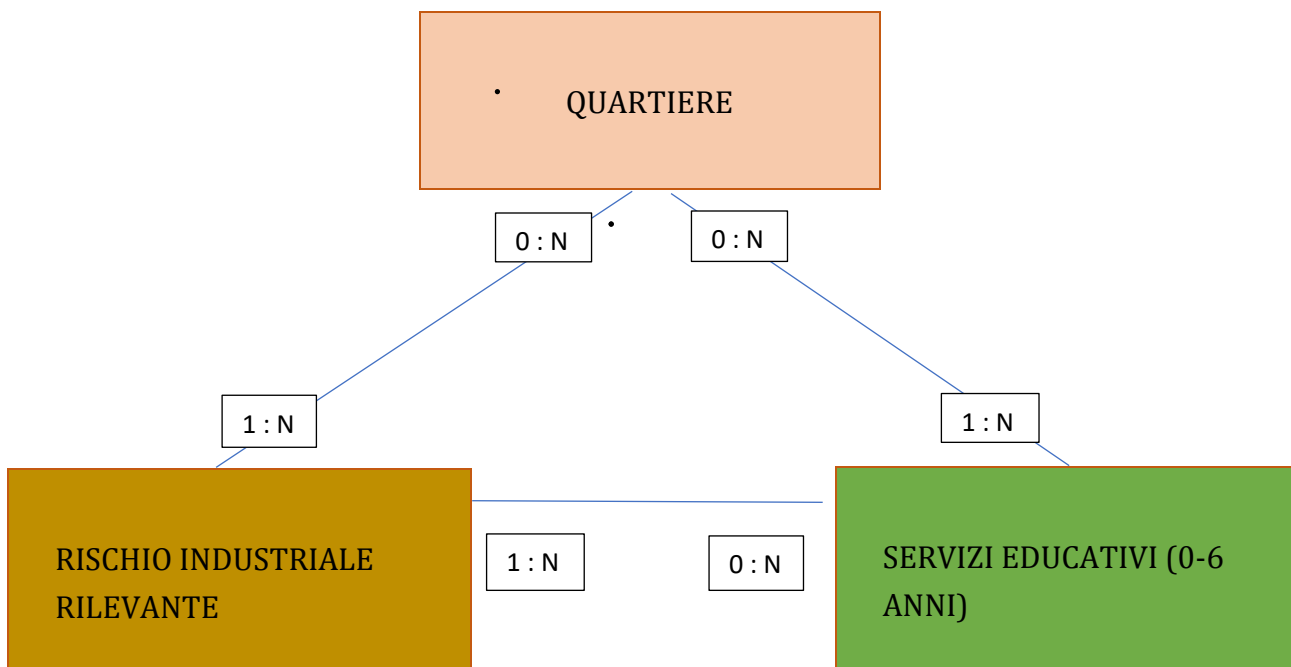 QUARTIERE
0 : N
0 : N
1 : N
1 : N
RISCHIO INDUSTRIALE
RILEVANTE
1 : N
0 : N
SERVIZI EDUCATIVI (0-6
ANNI)